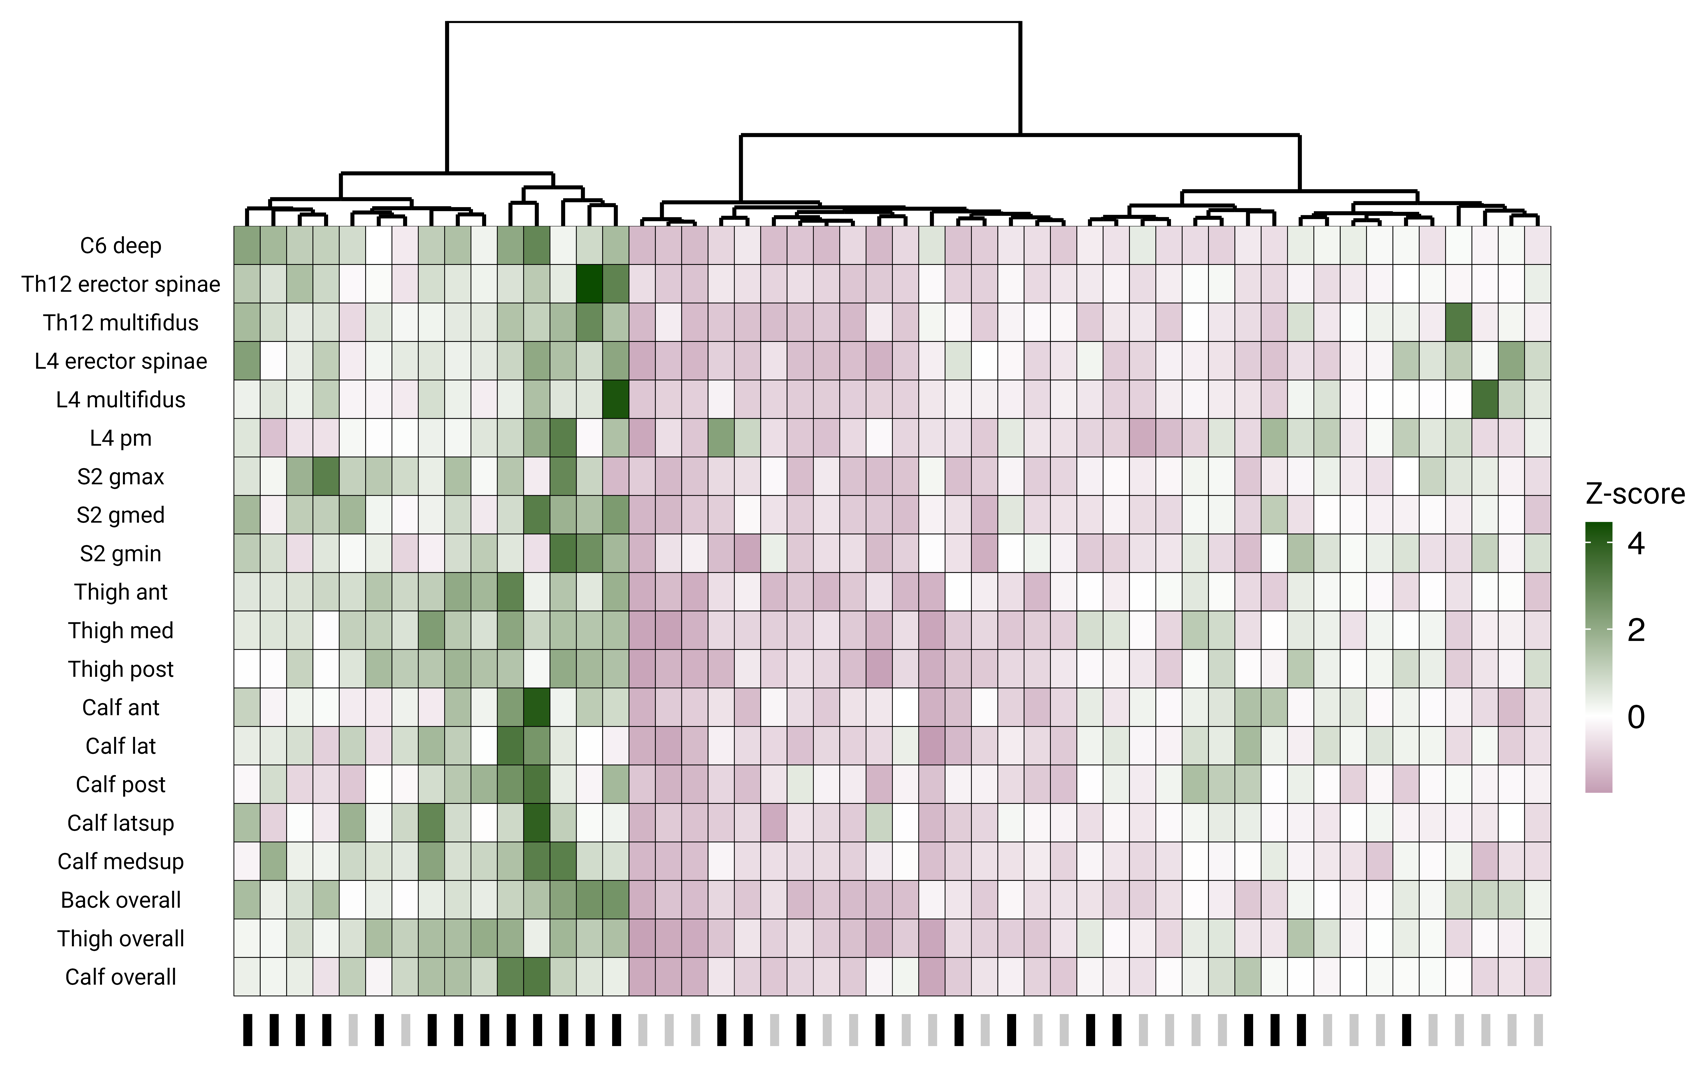 C6 deep
Th12 erector spinae
Th12 multifidus
L4 erector spinae
L4 multifidus
L4 pm
S2 gmax
S2 gmed
S2 gmin
Thigh ant
Thigh med
Thigh post
Calf ant
Calf lat
Calf post
Calf latsup
Calf medsup
Back overall
Thigh overall
Calf overall
Z-score
4
2
0